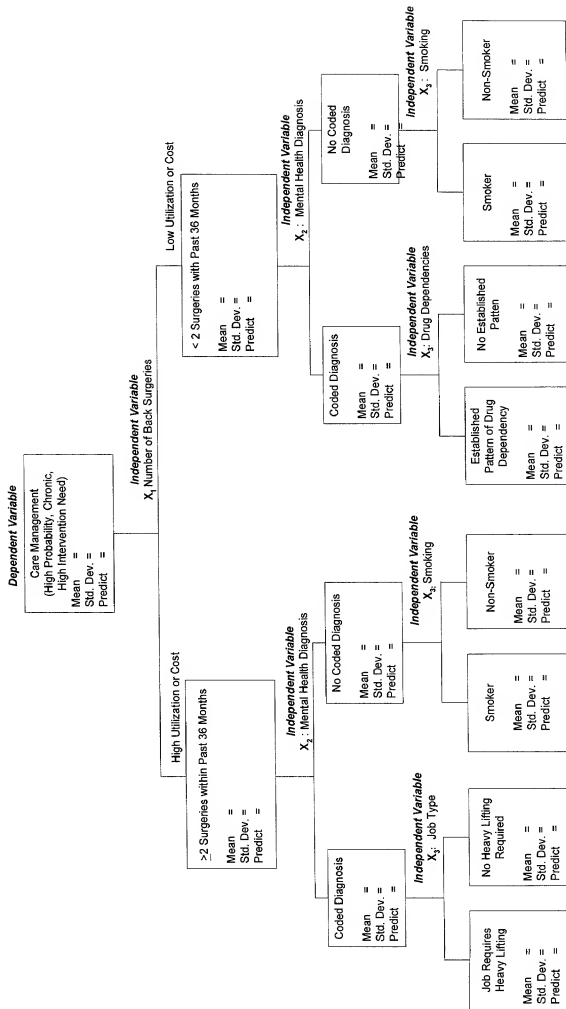 Dependent Variable
Care Management
(High Probability, Chronic,
High Intervention Need)
Mean =
Std. Dev. =
Predict =
Independent Variable
X1 Number of Back Surgeries
High Utilization or Cost
Low Utilization or Cost
>2 Surgeries within Past 36 Months
Mean =
Std. Dev. =
Predict =
< 2 Surgeries with Past 36 Months
Mean =
Std. Dev. =
Predict =
Independent Variable
X2 : Mental Health Diagnosis
Independent Variable
X2 : Mental Health Diagnosis
Coded Diagnosis
Mean =
Std. Dev. =
Predict =
No Coded Diagnosis
Mean =
Std. Dev. =
Predict =
Coded Diagnosis
Mean =
Std. Dev. =
Predict =
No Coded
Diagnosis
Mean =
Std. Dev. =
Predict =
Independent Variable
X3: Job Type
Independent Variable
X3: Smoking
Independent Variable
X3: Drug Dependencies
Independent Variable
X3 : Smoking
Job Requires
Heavy Lifting
Mean =
Std. Dev. =
Predict =
No Heavy Lifting
Required
Mean =
Std. Dev. =
Predict =
Smoker
Mean =
Std. Dev. =
Predict =
Non-Smoker
Mean =
Std. Dev. =
Predict =
Established
Pattern of Drug
Dependency
Mean =
Std. Dev. =
Predict =
No Established
Patten
Mean =
Std. Dev. =
Predict =
Smoker
Mean =
Std. Dev. =
Predict =
Non-Smoker
Mean =
Std. Dev. =
Predict =